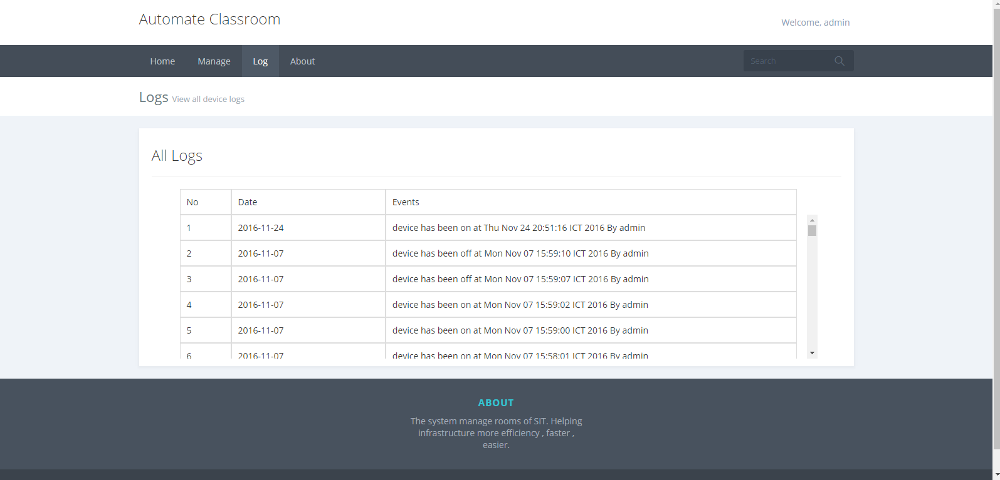 Automate Classroom
Welcome, admin
Home Manage Log About Search
Logs View all device logs
All Logs
No Date Events
1 2016-11-24 device has been on at Thu Nov 24 20:51:16 ICT 2016 By admin
2 2016-11-07 device has been off at Mon Nov 07 15:59:10 ICT 2016 By admin
3 2016-11-07 device has been off at Mon Nov 07 15:59:07 ICT 2016 By admin
4 2016-11-07 device has been on at Mon Nov 07 15:59:02 ICT 2016 By admin
5 2016-11-07 device has been on at Mon Nov 07 15:59:00 ICT 2016 By admin
6 2016-11-07 device has been on at Mon Nov 07 15:58:01 ICT 2016 By admin
ABOUT
The system manage rooms of SIT. Helping
infrastructure more efficiency , faster ,
easier.